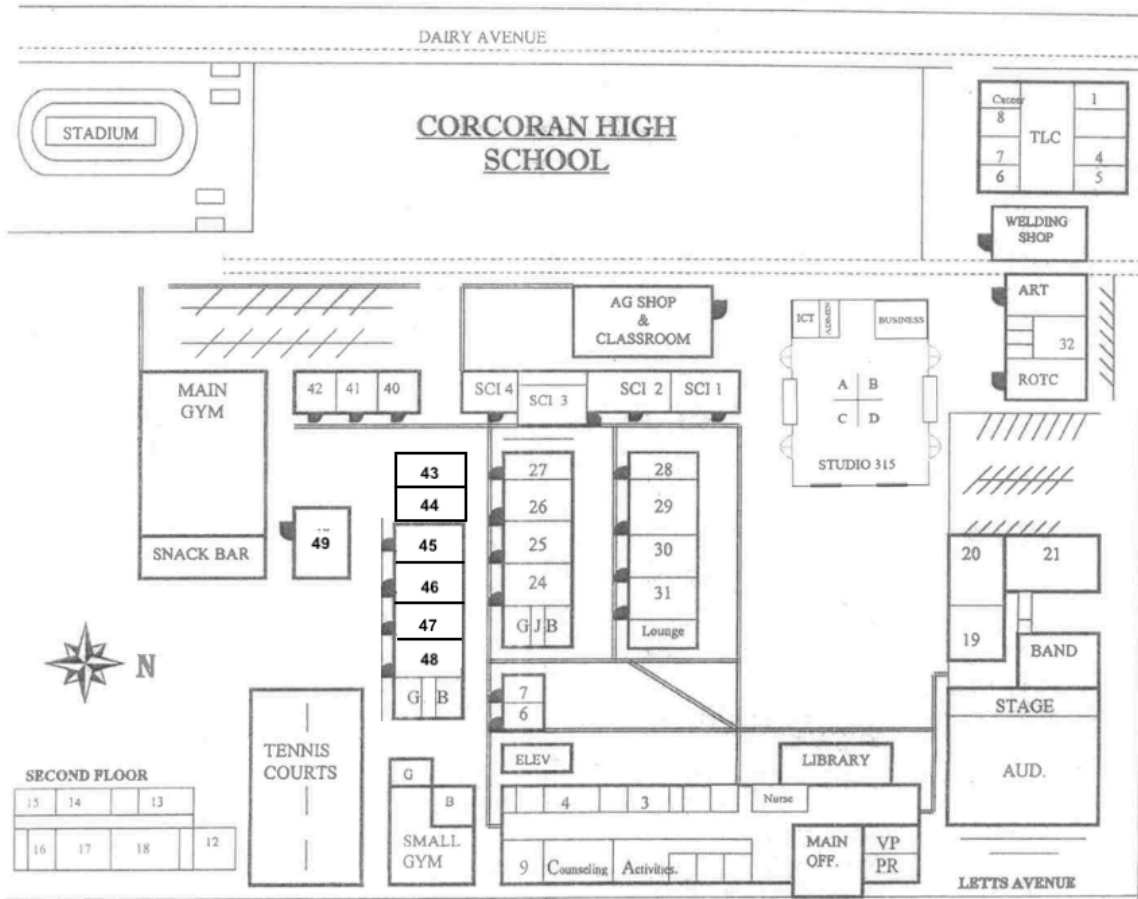 DAIRY AVENUE
STADIUM
CORCORAN HIGH
SCHOOL
Career
1
8
TLC
7
4
6
5
WELDING
SHOP
ART
32
ROTC
AG SHOP
&
CLASSROOM
ICT
ADMIN
BUSINESS
A B
C D
STUDIO 315
MAIN
GYM
SNACK BAR
42 41 40
SCI 4
SCI 3
SCI 2
SCI 1
43
44
45
46
47
48
G B
49
27
26
25
24
G J B
28
29
30
31
Lounge
20
21
19
BAND
STAGE
AUD.
N
7
6
TENNIS
COURTS
ELEV
LIBRARY
SECOND FLOOR
15 14 13
16 17 18 12
G
B
SMALL
GYM
4 3
Nurse
9 Counseling Activities.
MAIN
OFF.
VP
PR
LETTS AVENUE